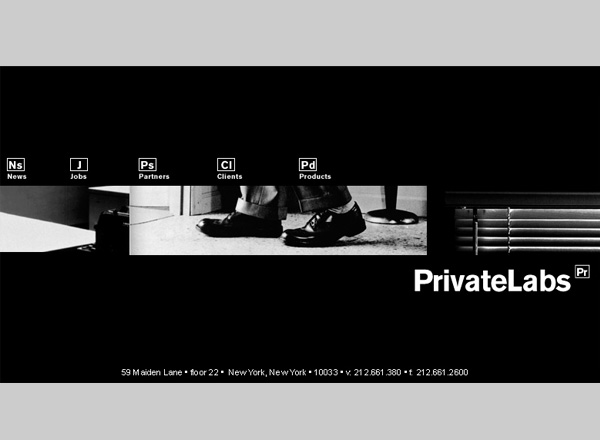 Ns J Ps Cl Pd
News Jobs Partners Clients Products
PrivateLabs Pr
59 Maiden Lane • floor 22 • New York, New York • 10033 • v: 212.661.380 • f: 212.661.2600